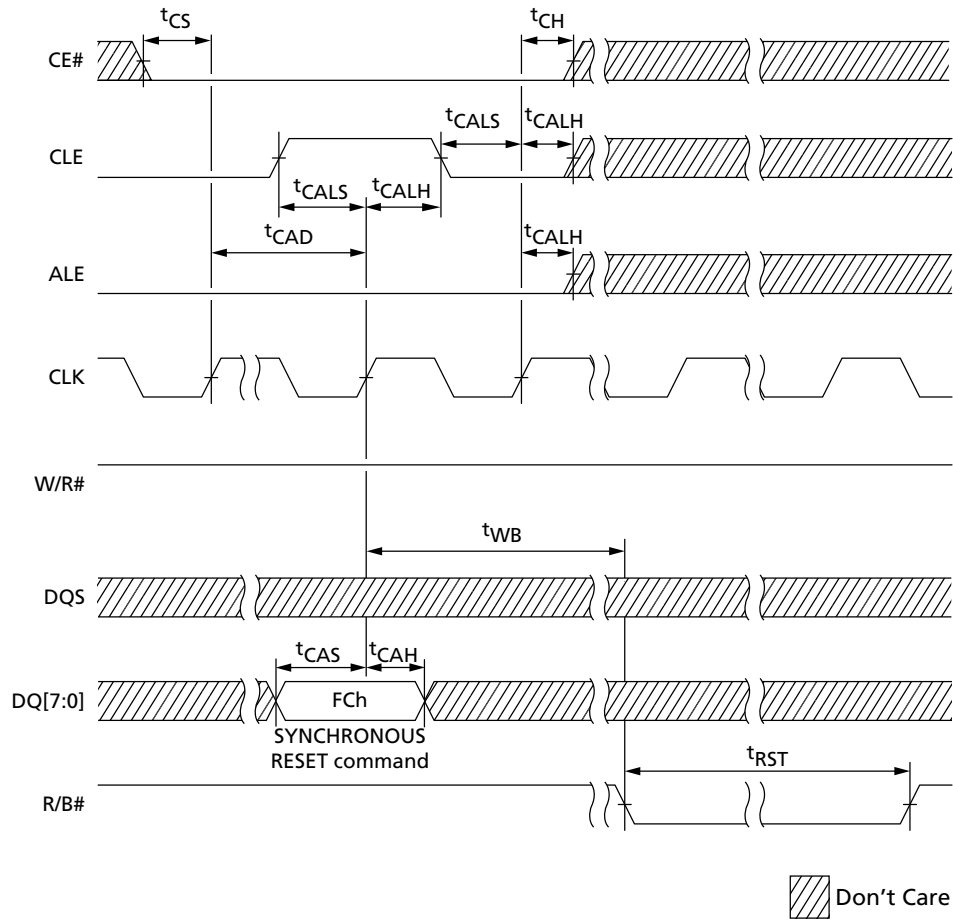 tCS
tCH
CE#
tCALS
tCALH
CLE
tCALS
tCALH
tCAD
tCALH
ALE
CLK
W/R#
tWB
DQS
tCAS
tCAH
DQ[7:0]
FCh
SYNCHRONOUS
RESET command
tRST
R/B#
Don't Care